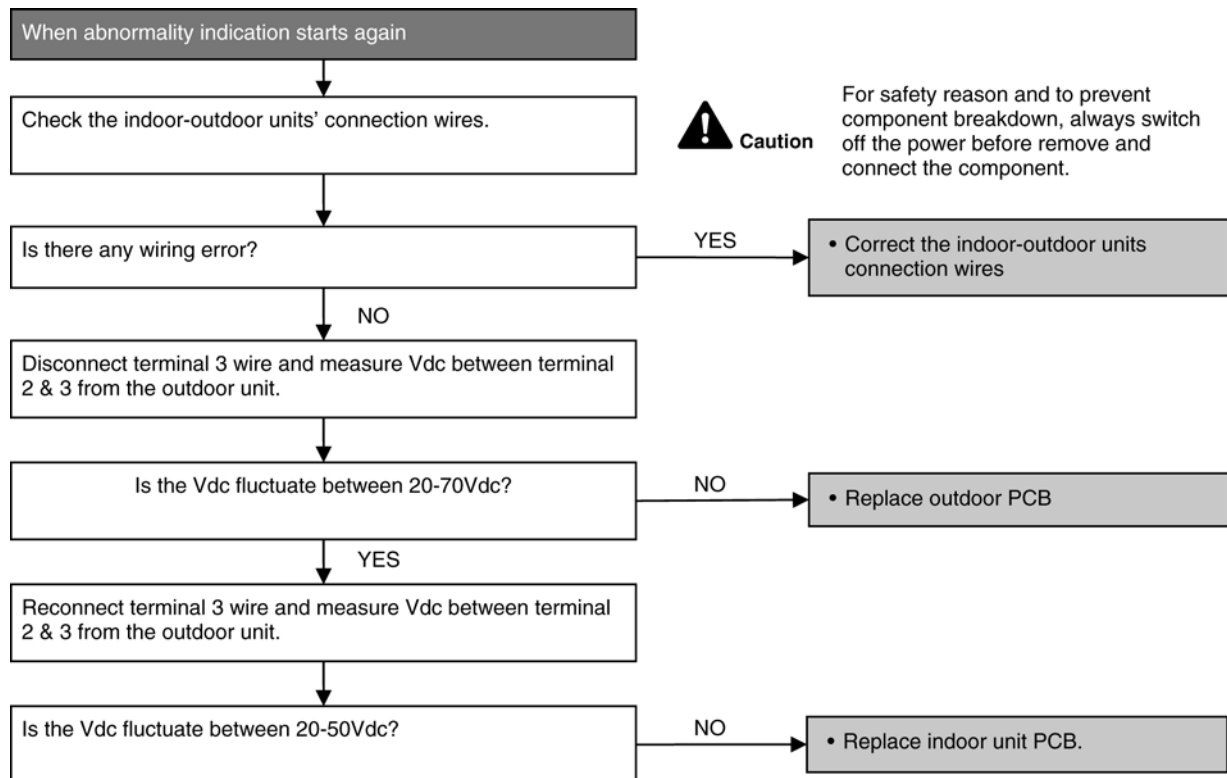 When abnormality indication starts again
Check the indoor-outdoor units’ connection wires.
Caution
For safety reason and to prevent
component breakdown, always switch
off the power before remove and
connect the component.
Is there any wiring error?
YES
• Correct the indoor-outdoor units
connection wires
NO
Disconnect terminal 3 wire and measure Vdc between terminal
2 & 3 from the outdoor unit.
Is the Vdc fluctuate between 20-70Vdc?
NO
• Replace outdoor PCB
YES
Reconnect terminal 3 wire and measure Vdc between terminal
2 & 3 from the outdoor unit.
Is the Vdc fluctuate between 20-50Vdc?
NO
• Replace indoor unit PCB.